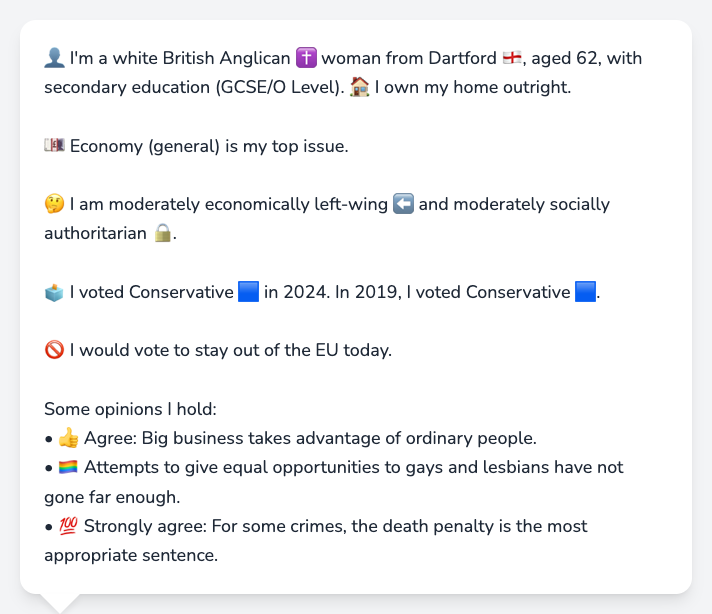 👤 I'm a white British Anglican ✝️ woman from Dartford 🏴󠁧󠁢󠁥󠁮󠁧󠁿, aged 62, with
secondary education (GCSE/O Level). 🏠 I own my home outright.
💷 Economy (general) is my top issue.
🤔 I am moderately economically left-wing ⬅️ and moderately socially
authoritarian 🔒.
🗳️ I voted Conservative 🟦 in 2024. In 2019, I voted Conservative 🟦.
🚫 I would vote to stay out of the EU today.
Some opinions I hold:
• 👍 Agree: Big business takes advantage of ordinary people.
• 🏳️‍🌈 Attempts to give equal opportunities to gays and lesbians have not
gone far enough.
• 💯 Strongly agree: For some crimes, the death penalty is the most
appropriate sentence.